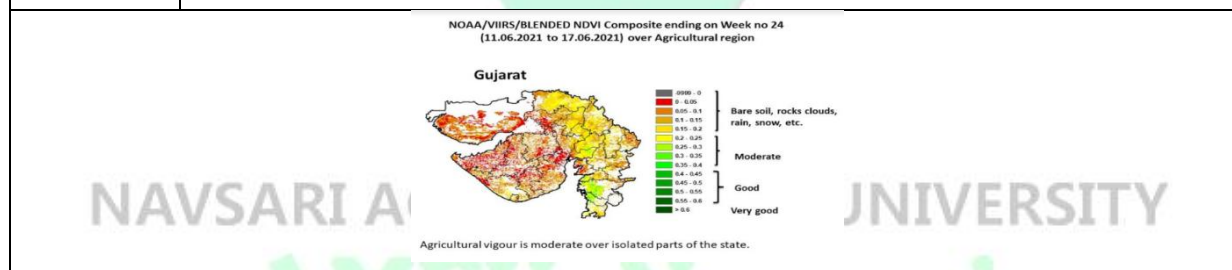 NOAA/VIIRS/BLENDED NDVI Composite ending on Week no 24
(11.06.2021 to 17.06.2021) over Agricultural region
Gujarat
-9999 - 0
0 - 0.05
0.05 - 0.1
0.1 - 0.15
0.15 - 0.2
0.2 - 0.25
0.25 - 0.3
0.3 - 0.35
0.35 - 0.4
0.4 - 0.45
0.45 - 0.5
0.5 - 0.55
0.55 - 0.6
> 0.6
Bare soil, rocks clouds,
rain, snow, etc.
Moderate
Good
Very good
NAVSARI A UNIVERSITY
Agricultural vigour is moderate over isolated parts of the state.